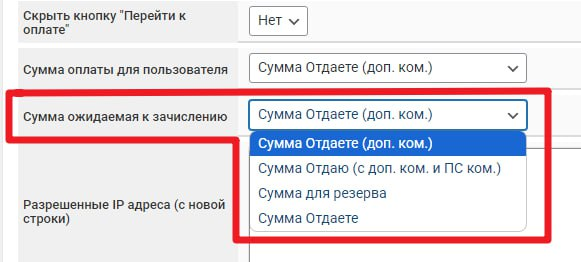 Скрыть кнопку "Перейти к
оплате"
Нет
Сумма оплаты для пользователя
Сумма Отдаете (доп. ком.)
Сумма ожидаемая к зачислению
Сумма Отдаете (доп. ком.)
Сумма Отдаете (доп. ком.)
Сумма Отдаю (с доп. ком. и ПС ком.)
Сумма для резерва
Сумма Отдаете
Разрешенные IP адреса (с новой
строки)